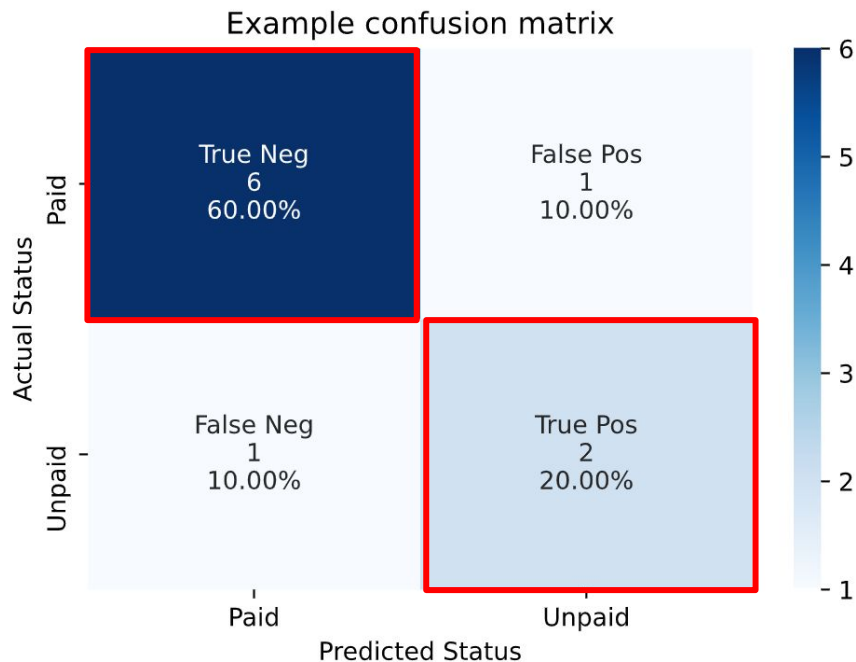 Example confusion matrix
True Neg
6
60.00%
False Pos
1
10.00%
False Neg
1
10.00%
True Pos
2
20.00%
Actual Status
Paid
Unpaid
Paid
Unpaid
Predicted Status
6
5
4
3
2
1